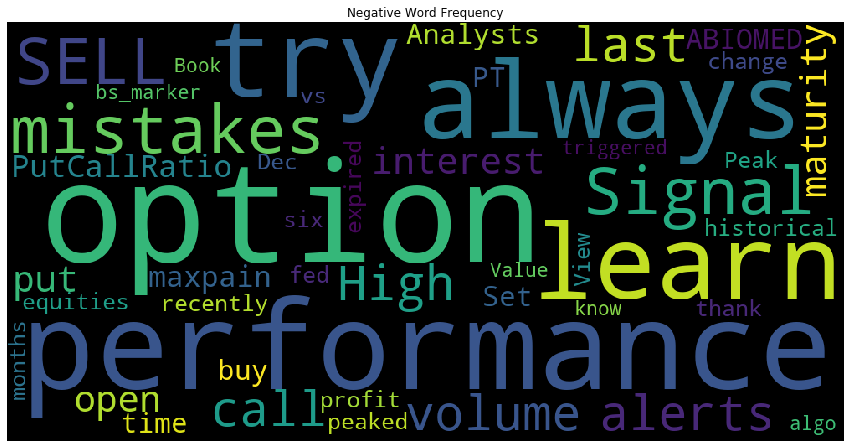 Negative Word Frequency
SELL
try
Analysts
last
ABIOMED
Book
PT
change
maturity
bs_marker
vs
always
mistakes
PutCallRatio
Dec
expired
interest
triggered
Peak
option
six
Signal
historical
learn
put
maxpain
fed
High
Value
View
equities
recently
Set
know
thank
months
performance
buy
open
time
call
profit
peaked
volume
alerts
algo